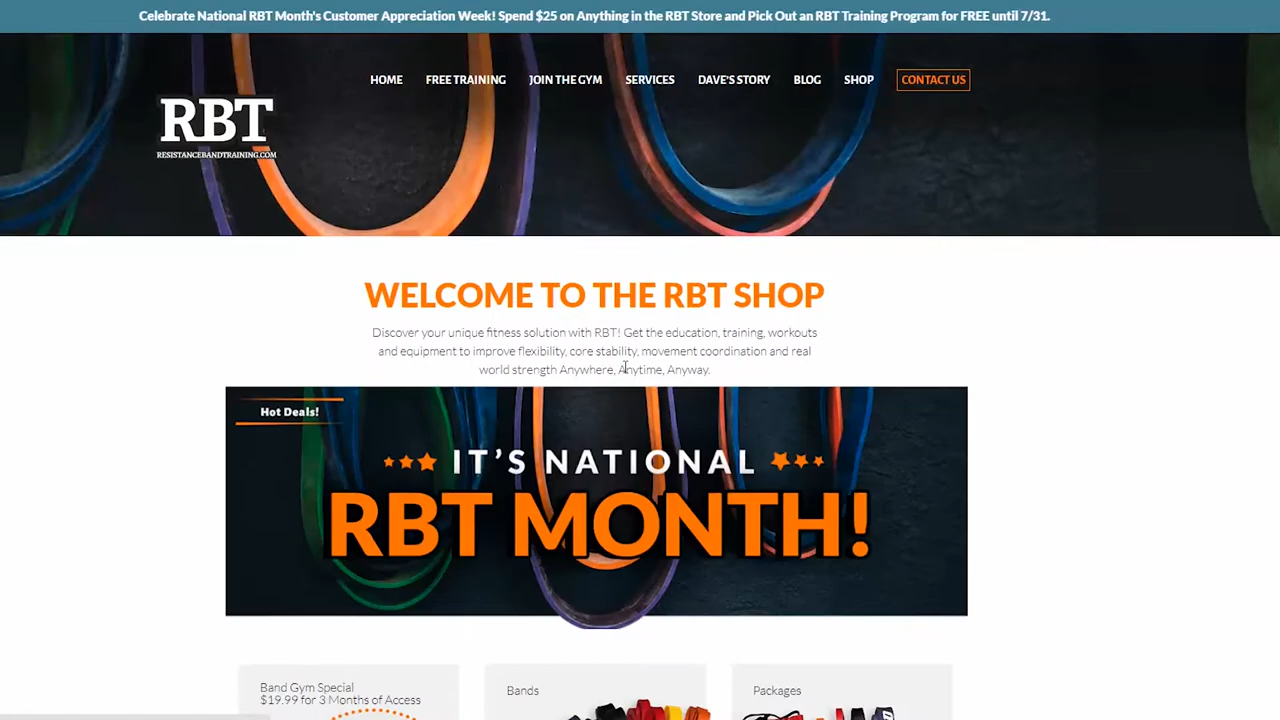 Celebrate National RBT Month's Customer Appreciation Week! Spend $25 on Anything in the RBT Store and Pick Out an RBT Training Program for FREE until 7/31.
HOME FREE TRAINING JOIN THE GYM SERVICES DAVE'S STORY BLOG SHOP CONTACT US
RBT
RESISTANCEBANDTRAINING.COM
WELCOME TO THE RBT SHOP
Discover your unique fitness solution with RBT! Get the education, training, workouts
and equipment to improve flexibility, core stability, movement coordination and real
world strength Anywhere, Anytime, Anyway.
Hot Deals!
IT'S NATIONAL
RBT MONTH!
Band Gym Special
$19.99 for 3 Months of Access
Bands
Packages